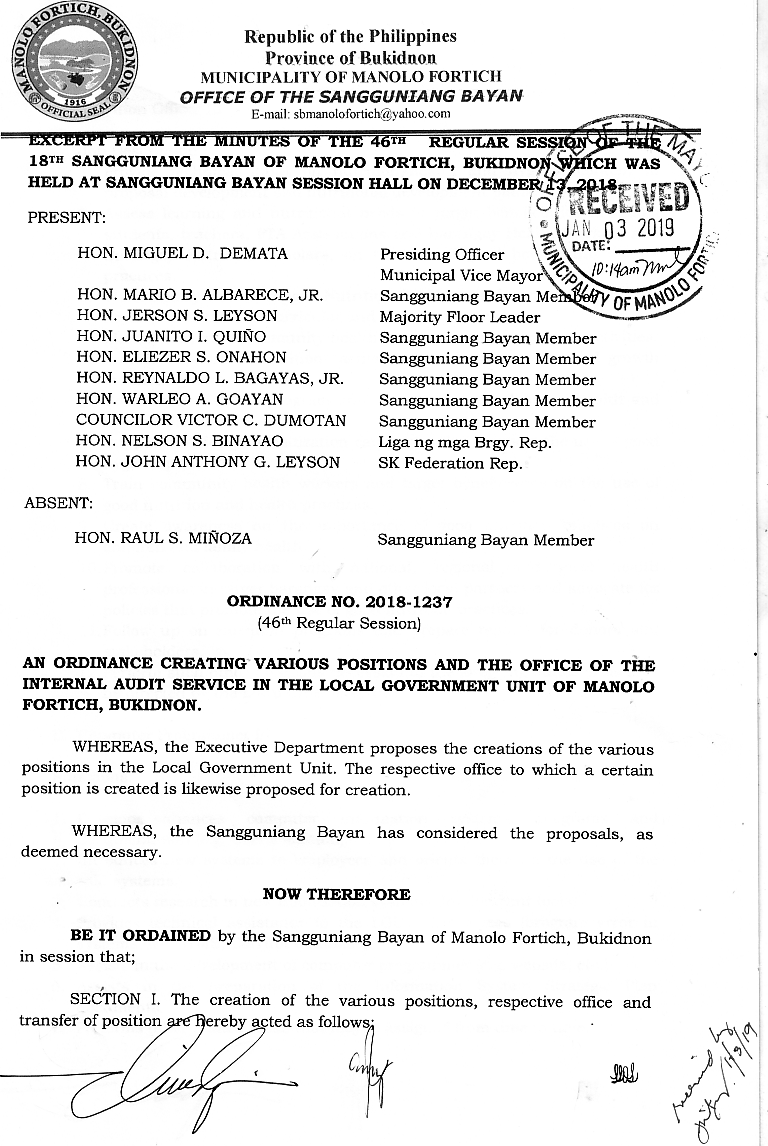 MANOLO FORTICH, BUKIDNON
1916
OFFICIAL SEAL
Republic of the Philippines
Province of Bukidnon
MUNICIPALITY OF MANOLO FORTICH
OFFICE OF THE SANGGUNIANG BAYAN
E-mail: sbmanolofortich@yahoo.com
EXCERPT FROM THE MINUTES OF THE 46TH REGULAR SESSION OF THE
18TH SANGGUNIANG BAYAN OF MANOLO FORTICH, BUKIDNON WHICH WAS
HELD AT SANGGUNIANG BAYAN SESSION HALL ON DECEMBER 13, 2018
OFFICE OF THE MAYO
RECEIVED
JAN 03 2019
DATE:
10:14am
MUNICIPALITY OF MANOLO FORTIC
PRESENT:
HON. MIGUEL D. DEMATA Presiding Officer
Municipal Vice Mayor
HON. MARIO B. ALBARECE, JR. Sangguniang Bayan Member
HON. JERSON S. LEYSON Majority Floor Leader
HON. JUANITO I. QUIÑO Sangguniang Bayan Member
HON. ELIEZER S. ONAHON Sangguniang Bayan Member
HON. REYNALDO L. BAGAYAS, JR. Sangguniang Bayan Member
HON. WARLEO A. GOAYAN Sangguniang Bayan Member
COUNCILOR VICTOR C. DUMOTAN Sangguniang Bayan Member
HON. NELSON S. BINAYAO Liga ng mga Brgy. Rep.
HON. JOHN ANTHONY G. LEYSON SK Federation Rep.
ABSENT:
HON. RAUL S. MIÑOZA Sangguniang Bayan Member
ORDINANCE NO. 2018-1237
(46th Regular Session)
AN ORDINANCE CREATING VARIOUS POSITIONS AND THE OFFICE OF THE
INTERNAL AUDIT SERVICE IN THE LOCAL GOVERNMENT UNIT OF MANOLO
FORTICH, BUKIDNON.
WHEREAS, the Executive Department proposes the creations of the various
positions in the Local Government Unit. The respective office to which a certain
position is created is likewise proposed for creation.
WHEREAS, the Sangguniang Bayan has considered the proposals, as
deemed necessary.
NOW THEREFORE
BE IT ORDAINED by the Sangguniang Bayan of Manolo Fortich, Bukidnon
in session that;
SECTION I. The creation of the various positions, respective office and
transfer of position are hereby acted as follows;
received by
1/3/19